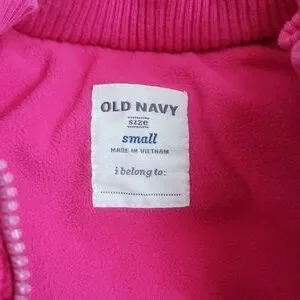 OLD NAVY
size
small
MADE IN VIETNAM
i belong to: